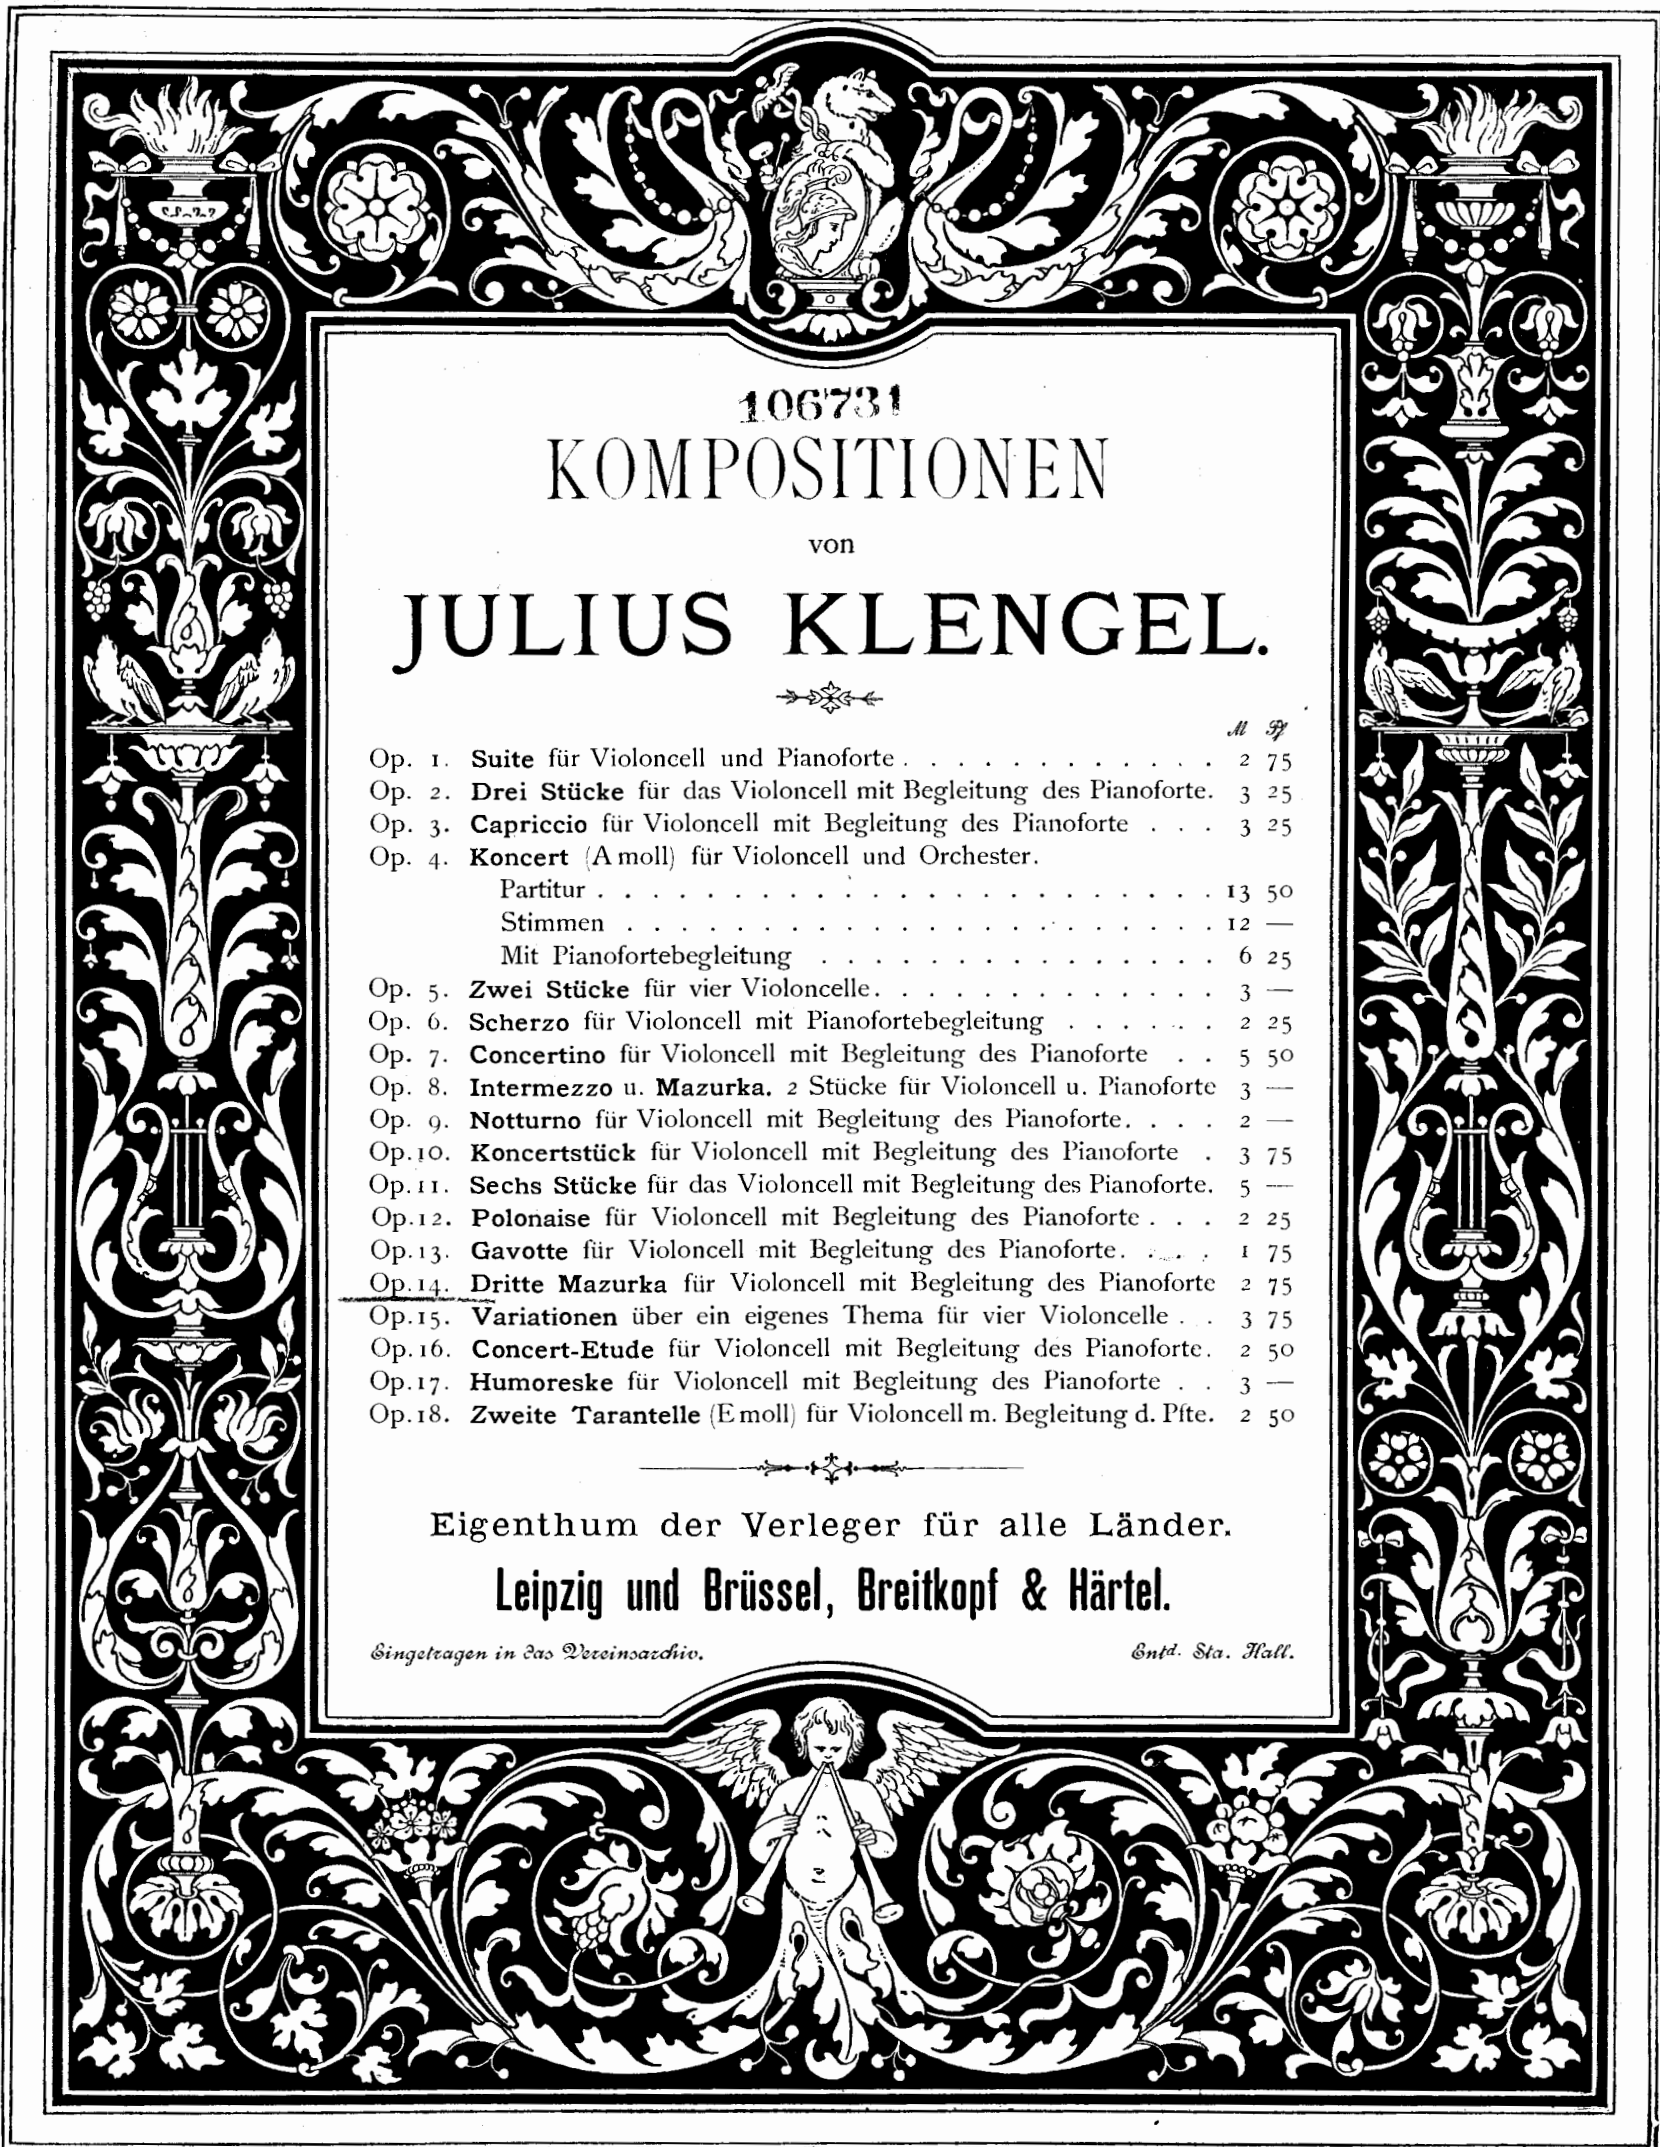 106731
KOMPOSITIONEN
von
JULIUS KLENGEL.
M Pf
Op. 1. Suite für Violoncell und Pianoforte . . . . . . . . . . . . 2 75
Op. 2. Drei Stücke für das Violoncell mit Begleitung des Pianoforte. 3 25
Op. 3. Capriccio für Violoncell mit Begleitung des Pianoforte . . . 3 25
Op. 4. Koncert (A moll) für Violoncell und Orchester.
Partitur . . . . . . . . . . . . . . . . . . . . . . 13 50
Stimmen . . . . . . . . . . . . . . . . . . . . . 12 —
Mit Pianofortebegleitung . . . . . . . . . . . . . . 6 25
Op. 5. Zwei Stücke für vier Violoncelle. . . . . . . . . . . . . 3 —
Op. 6. Scherzo für Violoncell mit Pianofortebegleitung . . . . . . 2 25
Op. 7. Concertino für Violoncell mit Begleitung des Pianoforte . . 5 50
Op. 8. Intermezzo u. Mazurka. 2 Stücke für Violoncell u. Pianoforte 3 —
Op. 9. Notturno für Violoncell mit Begleitung des Pianoforte. . . . 2 —
Op. 10. Koncertstück für Violoncell mit Begleitung des Pianoforte . 3 75
Op. 11. Sechs Stücke für das Violoncell mit Begleitung des Pianoforte. 5 —
Op. 12. Polonaise für Violoncell mit Begleitung des Pianoforte . . . 2 25
Op. 13. Gavotte für Violoncell mit Begleitung des Pianoforte. . . . 1 75
Op. 14. Dritte Mazurka für Violoncell mit Begleitung des Pianoforte 2 75
Op. 15. Variationen über ein eigenes Thema für vier Violoncelle . . 3 75
Op. 16. Concert-Etude für Violoncell mit Begleitung des Pianoforte. 2 50
Op. 17. Humoreske für Violoncell mit Begleitung des Pianoforte . . 3 —
Op. 18. Zweite Tarantelle (E moll) für Violoncell m. Begleitung d. Pfte. 2 50
Eigenthum der Verleger für alle Länder.
Leipzig und Brüssel, Breitkopf & Härtel.
Eingetragen in das Vereinsarchiv. Entd. Sta. Hall.